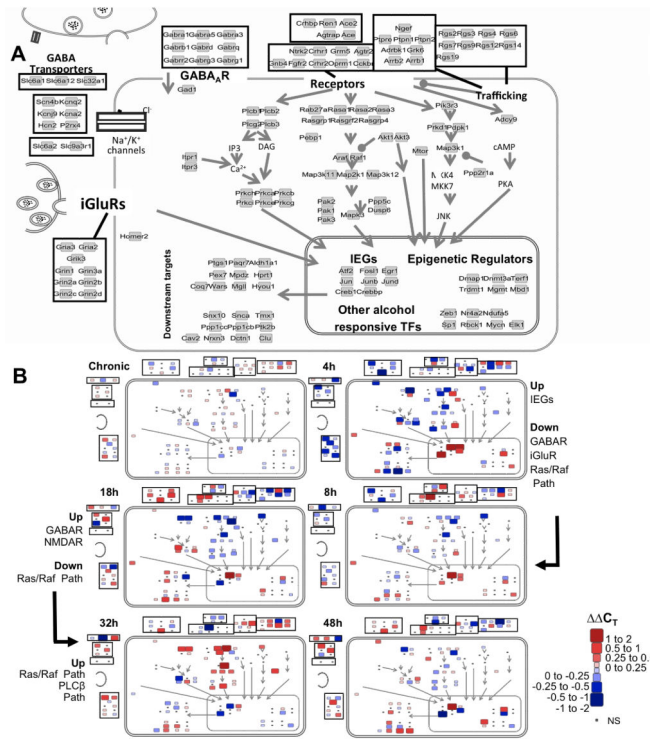 A
GABA
Transporters
Slc6a1 Slc6a12 Slc32a1
Scn4b Kcnq2
Kcnj9 Kcna2
Hcn2 P2rx4
Slc6a2 Slc9a3r1
Gabra1 Gabra5 Gabra3
Gabrb1 Gabrd Gabrq
Gabrb2 Gabrg1 Gabrg2
GABAAR
Gad1
Cl-
Na+/K+
channels
Crhbp Ren1 Ace2
Agtrap Ace
Ntrk2 Crhr1 Grm5 Agtr2
Gnb4 Fgfr2 Oprm1 Cckbr
Receptors
Ngef
Ptpre Ptpn1 Ptpn2
Adrbk1 Grk6
Arrb2 Arrb1
Rgs2 Rgs3 Rgs4 Rgs6
Rgs7 Rgs9 Rgs12 Rgs14
Rgs19
Trafficking
Plcb1 Plcb2
Plcg2 Plcb3
IP3
DAG
Itpr1
Itpr3
Ca2+
Prkch Prkca Prkcb
Prkci Prkce Prkcg
Rab27a Rasa1 Rasa2 Rasa3
Rasgrp1 Rasgrf2 Rasgrp4
Pebp1
Akt1 Akt3
Araf Raf1
Map3k11 Map2k1 Map3k12
Pak2
Pak1
Pak3
Mapk3
Ppp5c
Dusp6
Mtor
Pik3r3
Prkd1 Pdpk1
Map3k1
MKK4
MKK7
JNK
Ppp2r1a
Adcy9
cAMP
PKA
iGluRs
Gria3 Gria2
Grik3
Grin1 Grin3a
Grin2a Grin2b
Grin2c Grin2d
Homer2
Downstream targets
Ptgs1 Paqr7 Aldh1a1
Pex7 Mpdz Hprt1
Coq7 Wars Mgll Hyou1
Snx10 Snca Tmx1
Ppp1cc Ppp1cb Ptk2b
Cav2 Nrxn3 Dctn1 Clu
IEGs
Atf2 Fosl1 Egr1
Jun Junb Jund
Creb1 Crebbp
Epigenetic Regulators
Dmap1 Dnmt3a Terf1
Trdmt1 Mgmt Mbd1
Other alcohol
responsive TFs
Zeb1 Nr4a2 Ndufa5
Sp1 Rbck1 Mycn Elk1
B
Chronic
4h
Up
IEGs
Down
GABAR
iGluR
Ras/Raf
Path
18h
Up
GABAR
NMDAR
Down
Ras/Raf Path
8h
32h
Up
Ras/Raf Path
PLCβ
Path
48h
ΔΔCT
1 to 2
0.5 to 1
0.25 to 0.
0 to 0.25
0 to -0.25
-0.25 to -0.5
-0.5 to -1
-1 to -2
NS